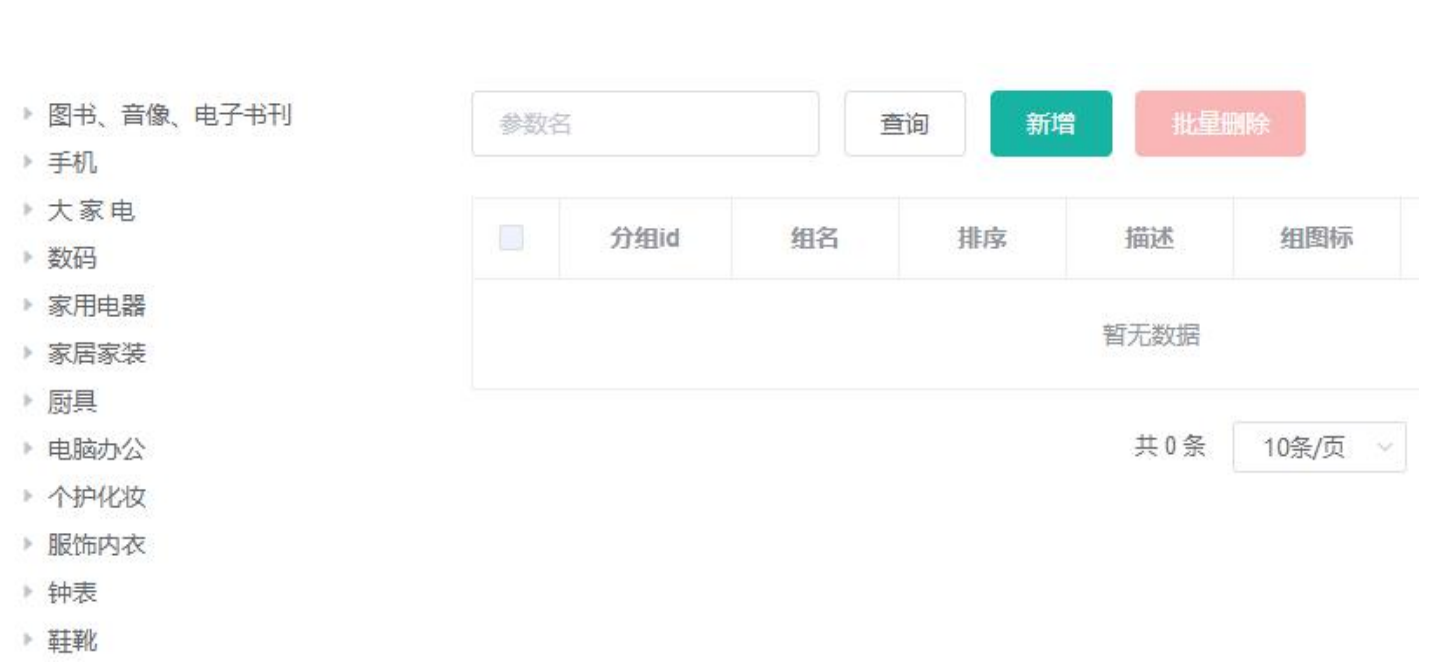 图书、音像、电子书刊
手机
大 家 电
数码
家用电器
家居家装
厨具
电脑办公
个护化妆
服饰内衣
钟表
鞋靴
参数名 查询 新增 批量删除
分组id 组名 排序 描述 组图标
暂无数据
共 0 条 10条/页